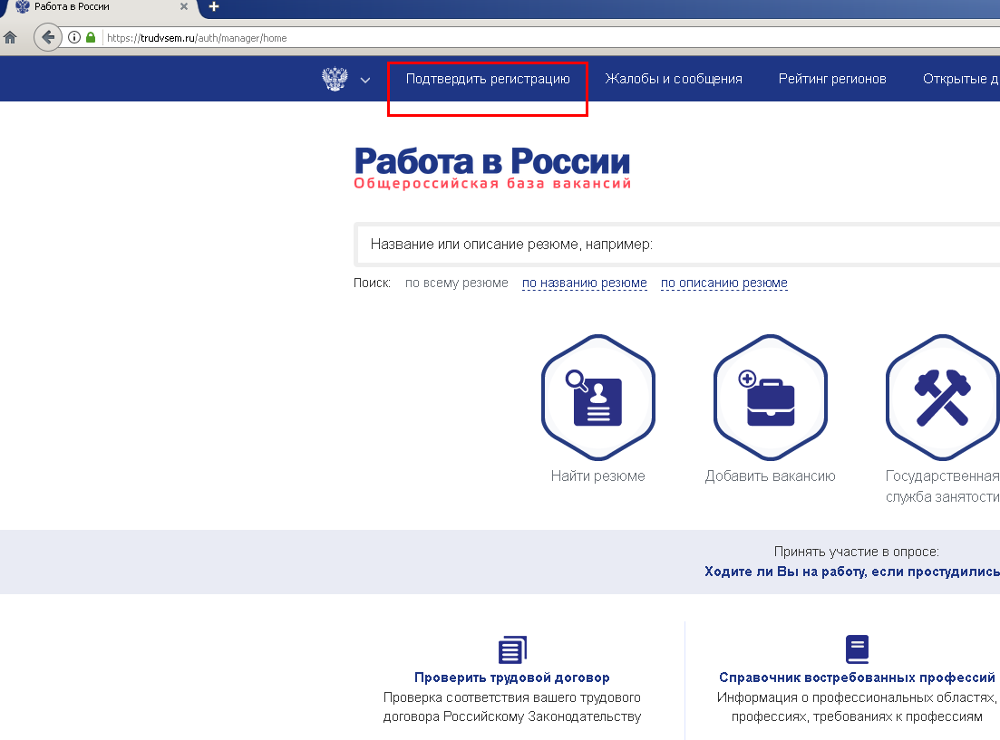 Работа в России
https://trudvsem.ru/auth/manager/home
Подтвердить регистрацию Жалобы и сообщения Рейтинг регионов Открытые д
Работа в России
Общероссийская база вакансий
Название или описание резюме, например:
Поиск: по всему резюме по названию резюме по описанию резюме
Найти резюме Добавить вакансию Государственная
служба занятости
Принять участие в опросе:
Ходите ли Вы на работу, если простудились
Проверить трудовой договор
Проверка соответствия вашего трудового
договора Российскому Законодательству
Справочник востребованных профессий
Информация о профессиональных областях,
профессиях, требованиях к профессиям